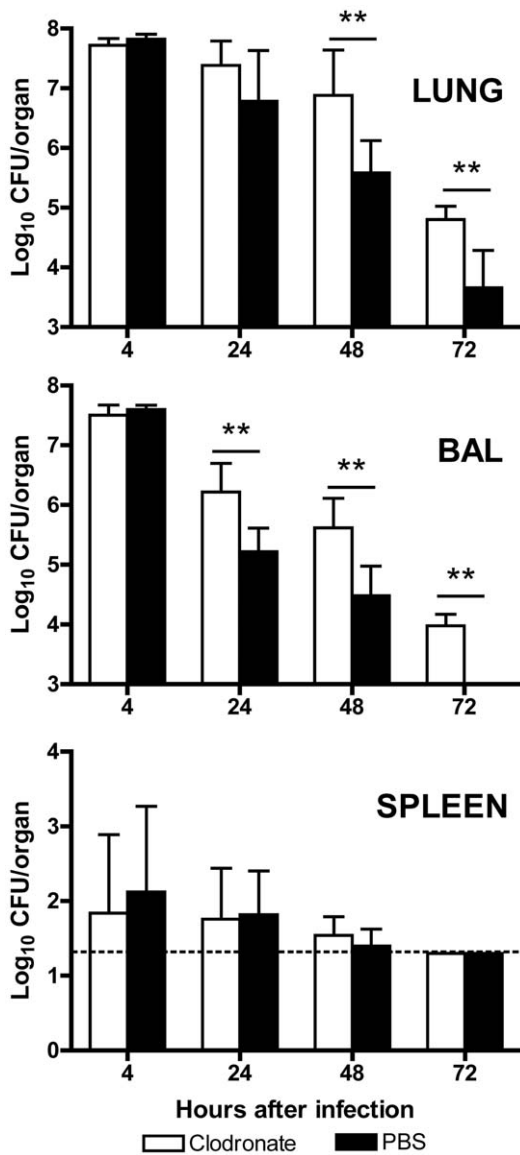 8
7
6
5
4
3
Log10 CFU/organ
LUNG
**
**
4 24 48 72
8
7
6
5
4
3
Log10 CFU/organ
BAL
**
**
**
4 24 48 72
4
3
2
1
0
Log10 CFU/organ
SPLEEN
4 24 48 72
Hours after infection
Clodronate PBS